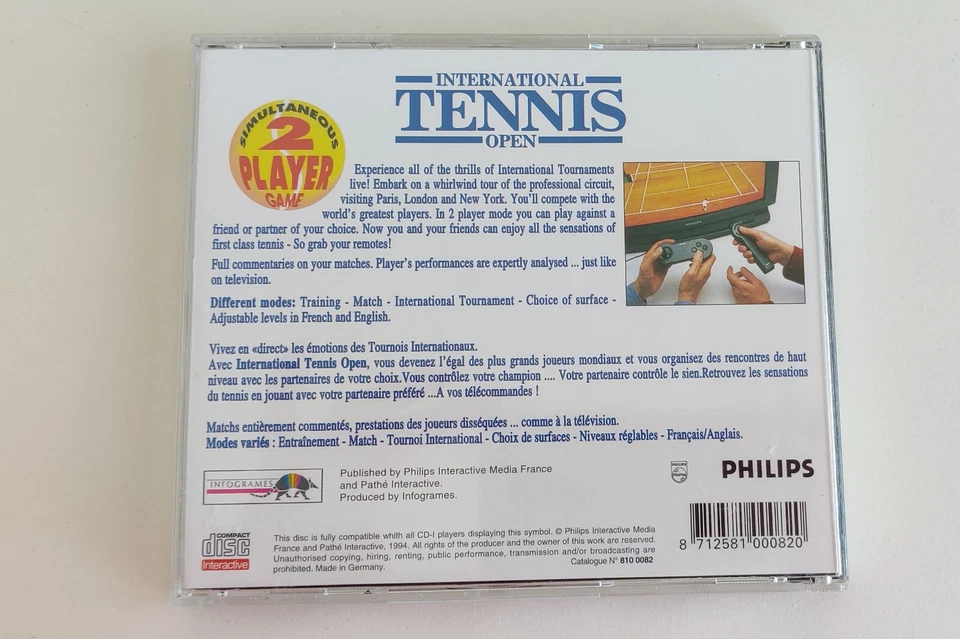 INTERNATIONAL
TENNIS
OPEN
SIMULTANEOUS
2
PLAYER
GAME
Experience all of the thrills of International Tournaments
live! Embark on a whirlwind tour of the professional circuit,
visiting Paris, London and New York. You'll compete with the
world's greatest players. In 2 player mode you can play against a
friend or partner of your choice. Now you and your friends can enjoy all the sensations of
first class tennis - So grab your remotes!
Full commentaries on your matches. Player's performances are expertly analysed ... just like
on television.
Different modes: Training - Match - International Tournament - Choice of surface -
Adjustable levels in French and English.
Vivez en «direct» les émotions des Tournois Internationaux.
Avec International Tennis Open, vous devenez l'égal des plus grands joueurs mondiaux et vous organisez des rencontres de haut
niveau avec les partenaires de votre choix.Vous contrôlez votre champion .... Votre partenaire contrôle le sien.Retrouvez les sensations
du tennis en jouant avec votre partenaire préféré ...A vos télécommandes !
Matchs entièrement commentés, prestations des joueurs disséquées ... comme à la télévision.
Modes variés : Entraînement - Match - Tournoi International - Choix de surfaces - Niveaux réglables - Français/Anglais.
INFOGRAMES
Published by Philips Interactive Media France
and Pathé Interactive.
Produced by Infogrames.
PHILIPS
PHILIPS
COMPACT
disc
Interactive
This disc is fully compatible whith all CD-I players displaying this symbol. © Philips Interactive Media
France and Pathé Interactive, 1994. All rights of the producer and the owner of this work are reserved.
Unauthorised copying, hiring, renting, public performance, transmission and/or broadcasting are
prohibited. Made in Germany.
Catalogue N° 810 0082
8 712581 000820